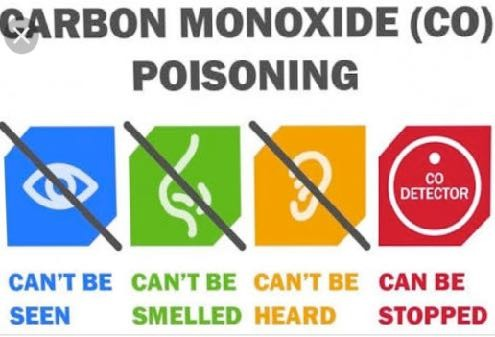 CARBON MONOXIDE (CO)
POISONING
CO
DETECTOR
CAN'T BE
SEEN
CAN'T BE
SMELLED
CAN'T BE
HEARD
CAN BE
STOPPED